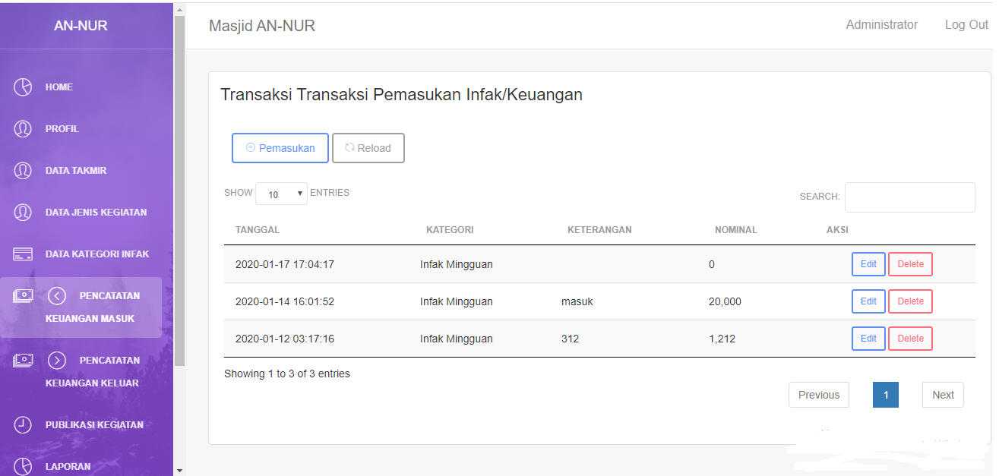 AN-NUR
Masjid AN-NUR
Administrator
Log Out
HOME
PROFIL
DATA TAKMIR
DATA JENIS KEGIATAN
DATA KATEGORI INFAK
PENCATATAN
KEUANGAN MASUK
PENCATATAN
KEUANGAN KELUAR
PUBLIKASI KEGIATAN
LAPORAN
Transaksi Transaksi Pemasukan Infak/Keuangan
Pemasukan Reload
SHOW 10 ENTRIES
SEARCH:
TANGGAL KATEGORI KETERANGAN NOMINAL AKSI
2020-01-17 17:04:17 Infak Mingguan 0 Edit Delete
2020-01-14 16:01:52 Infak Mingguan masuk 20,000 Edit Delete
2020-01-12 03:17:16 Infak Mingguan 312 1,212 Edit Delete
Showing 1 to 3 of 3 entries
Previous 1 Next